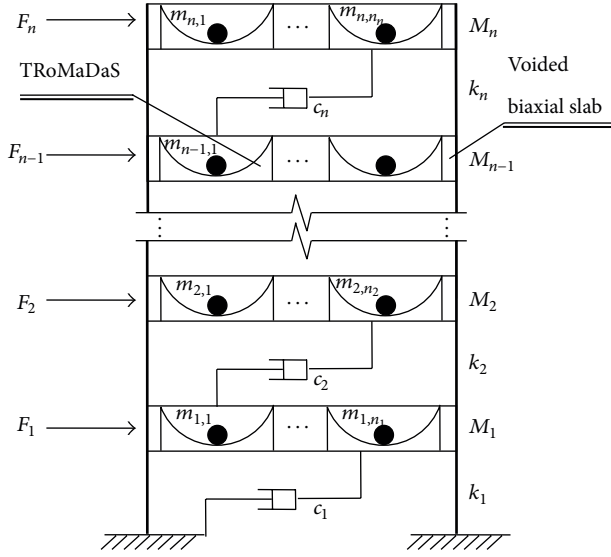 F_n
m_{n,1}
...
m_{n,n_n}
M_n
TRoMaDaS
Voided
biaxial slab
c_n
k_n
F_{n−1}
m_{n−1,1}
...
M_{n−1}
⋮
⋮
F_2
m_{2,1}
...
m_{2,n_2}
M_2
c_2
k_2
F_1
m_{1,1}
...
m_{1,n_1}
M_1
c_1
k_1